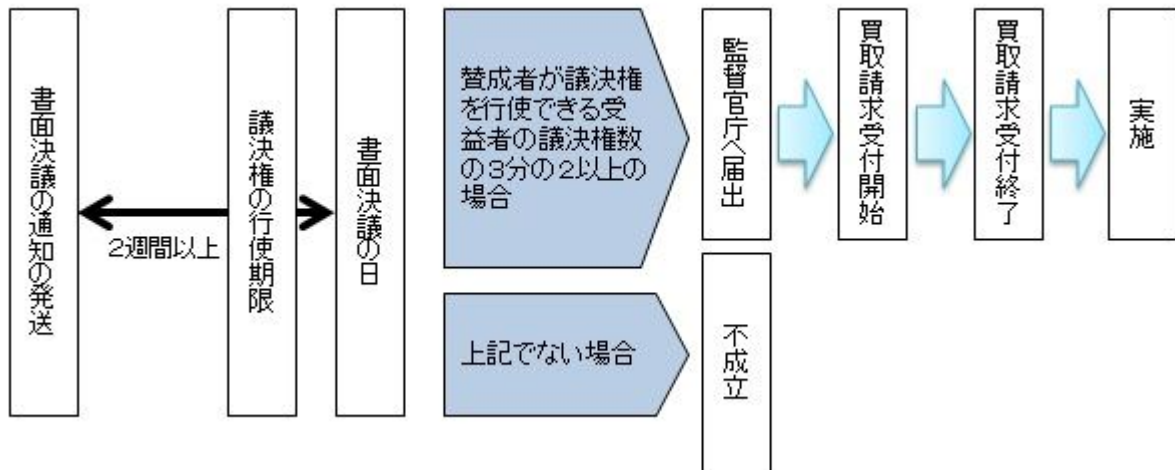 書面決議の通知の発送
2週間以上
議決権の行使期限
書面決議の日
賛成者が議決権
を行使できる受
益者の議決権数
の3分の2以上の
場合
監督官庁へ届出
買取請求受付開始
買取請求受付終了
実施
上記でない場合
不成立